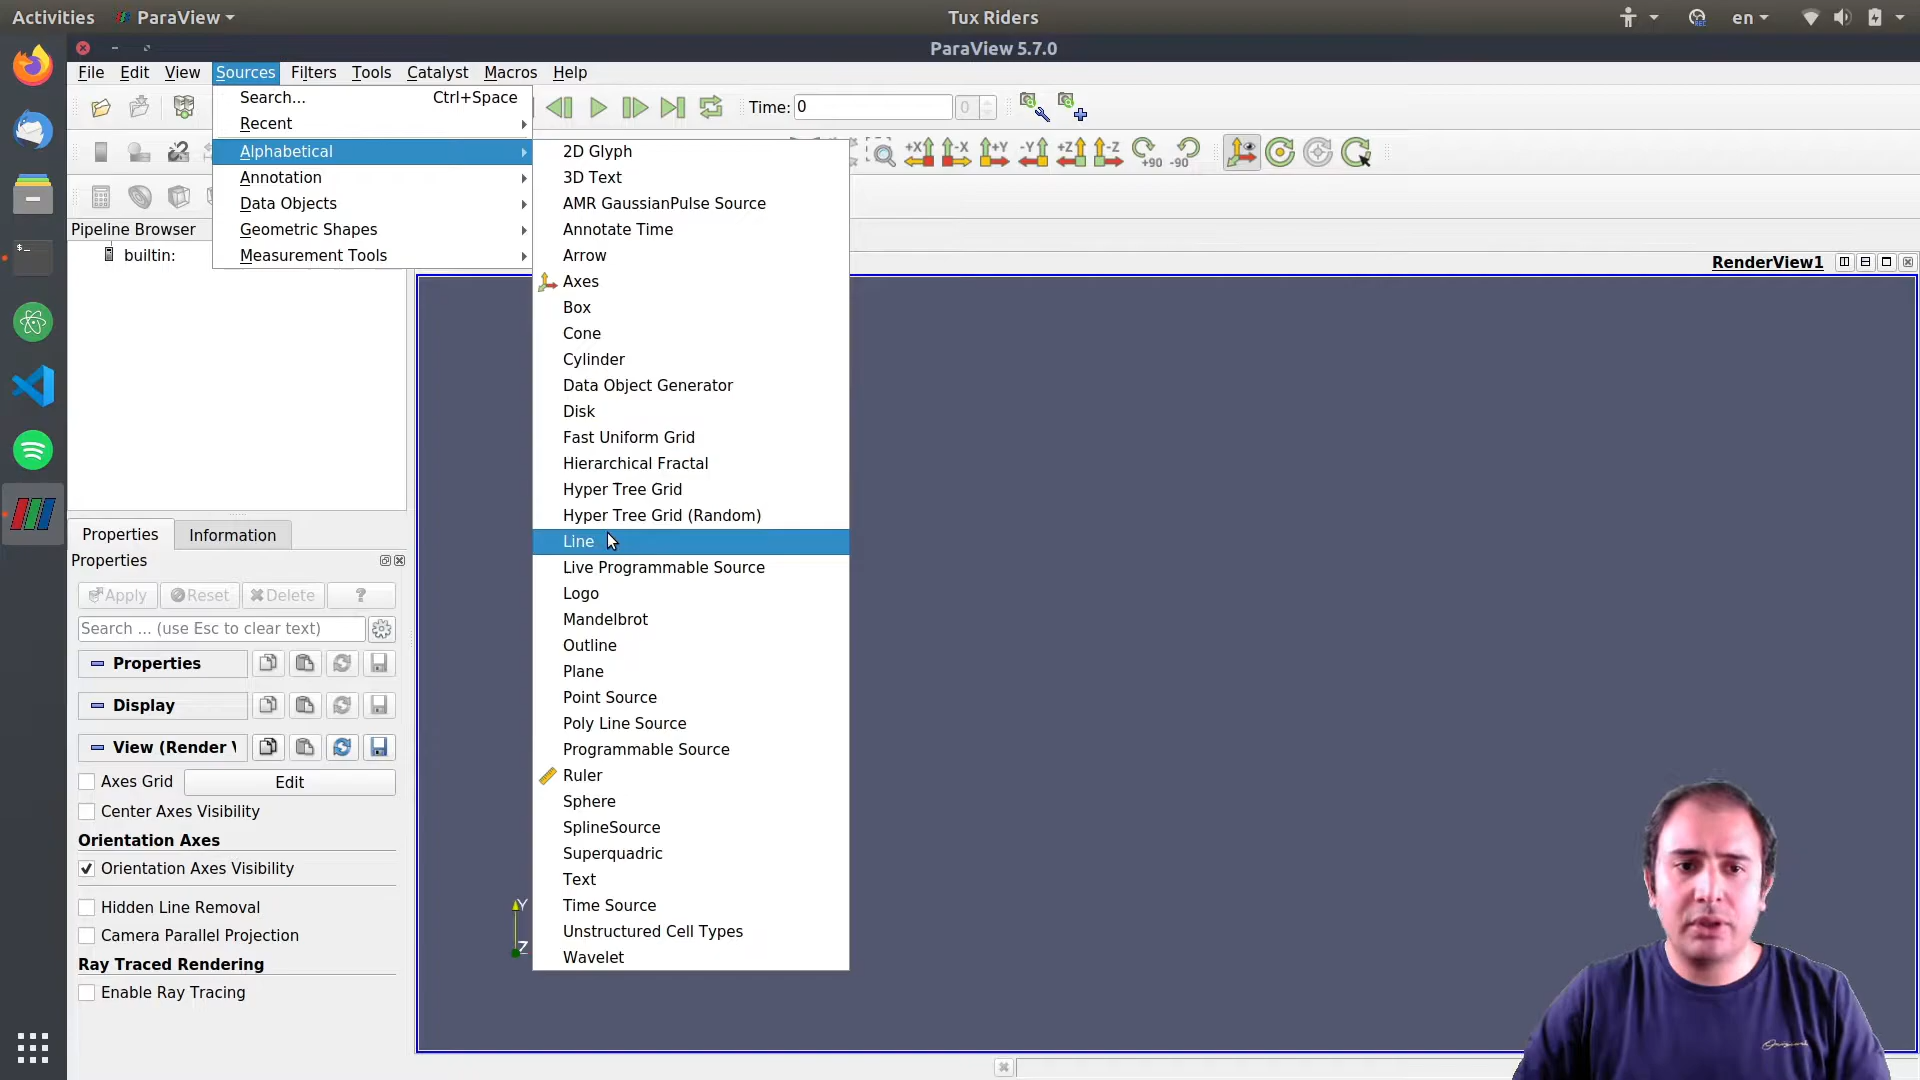 Activities
ParaView
Tux Riders
en
ParaView 5.7.0
File Edit View Sources Filters Tools Catalyst Macros Help
Search... Ctrl+Space
Recent
Alphabetical
Annotation
Data Objects
Geometric Shapes
Measurement Tools
Time: 0
0
+X -X +Y -Y +Z -Z +90 -90
2D Glyph
3D Text
AMR GaussianPulse Source
Annotate Time
Arrow
Axes
Box
Cone
Cylinder
Data Object Generator
Disk
Fast Uniform Grid
Hierarchical Fractal
Hyper Tree Grid
Hyper Tree Grid (Random)
Line
Live Programmable Source
Logo
Mandelbrot
Outline
Plane
Point Source
Poly Line Source
Programmable Source
Ruler
Sphere
SplineSource
Superquadric
Text
Time Source
Unstructured Cell Types
Wavelet
Pipeline Browser
builtin:
RenderView1
Properties Information
Properties
Apply Reset Delete ?
Search ... (use Esc to clear text)
Properties
Display
View (Render
Axes Grid Edit
Center Axes Visibility
Orientation Axes
Orientation Axes Visibility
Hidden Line Removal
Camera Parallel Projection
Ray Traced Rendering
Enable Ray Tracing
Y
Z